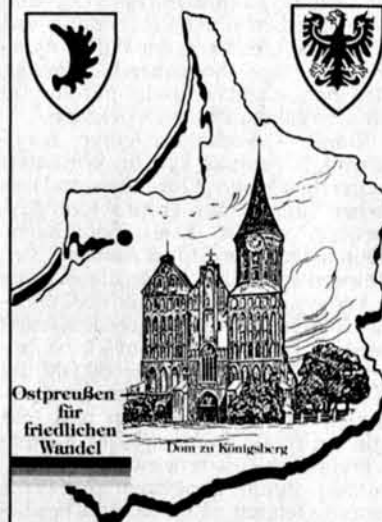 Ostpreußen
für
friedlichen
Wandel
Dom zu Königsberg